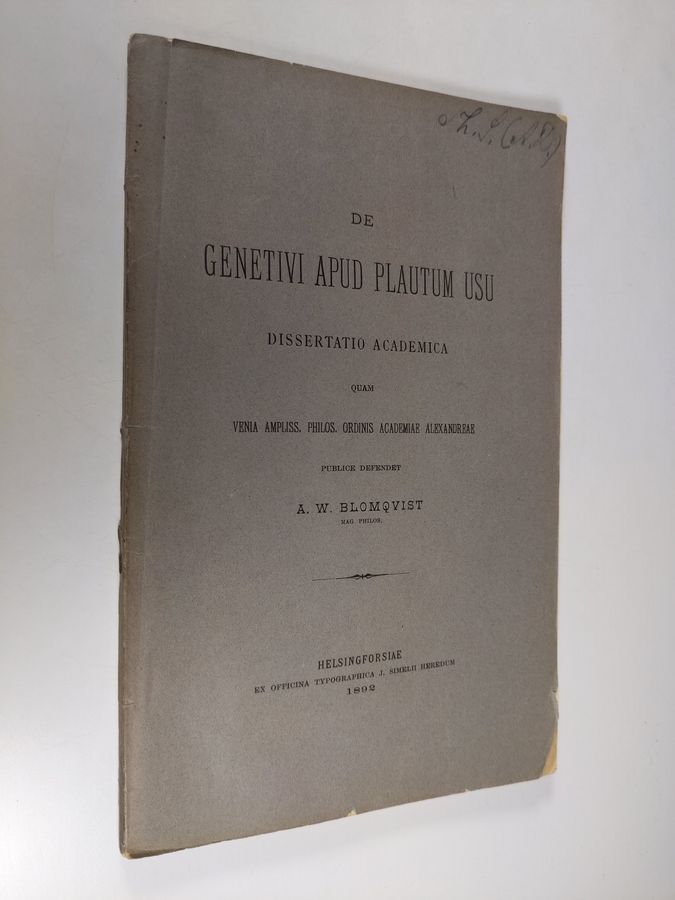 DE
GENETIVI APUD PLAUTUM USU
DISSERTATIO ACADEMICA
QUAM
VENIA AMPLISS. PHILOS. ORDINIS ACADEMIAE ALEXANDREAE
PUBLICE DEFENDET
A. W. BLOMQVIST
MAG. PHILOS.
HELSINGFORSIAE
EX OFFICINA TYPOGRAPHICA J. SIMELII HEREDUM
1892